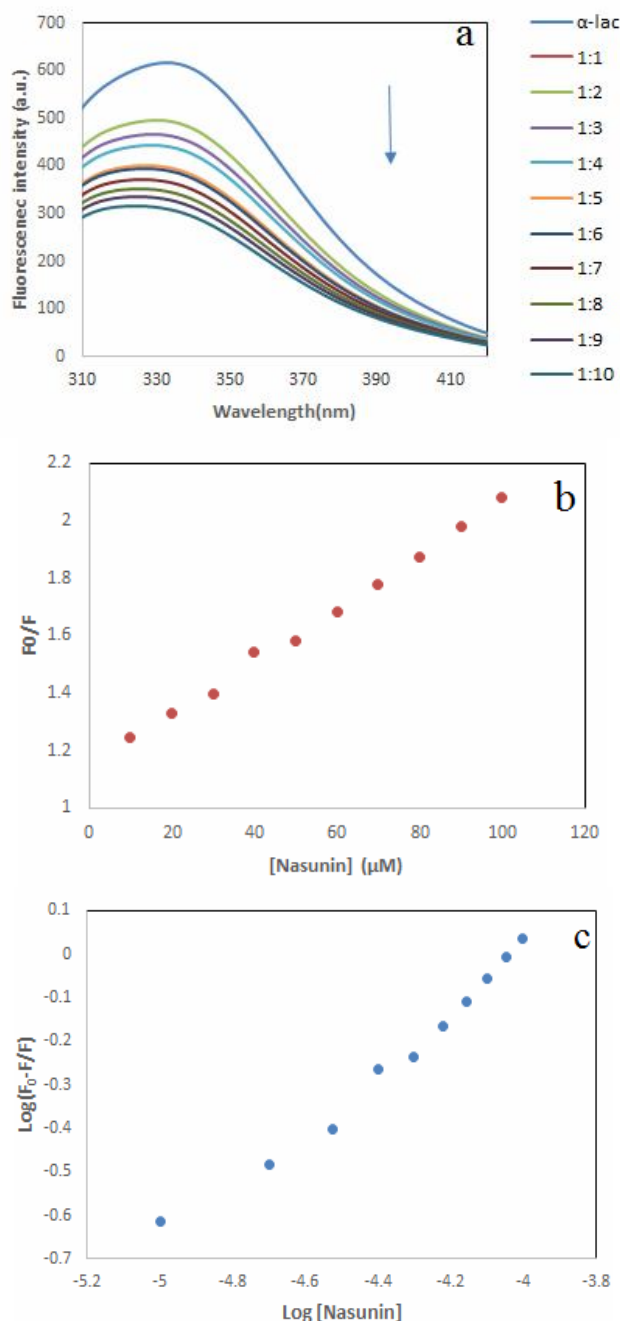 a
700
600
500
400
300
200
100
0
Fluorescenec intensity (a.u.)
310 330 350 370 390 410
Wavelength(nm)
α-lac
1:1
1:2
1:3
1:4
1:5
1:6
1:7
1:8
1:9
1:10
b
2.2
2
1.8
1.6
1.4
1.2
1
F0/F
0 20 40 60 80 100 120
[Nasunin] (μM)
c
0.1
0
-0.1
-0.2
-0.3
-0.4
-0.5
-0.6
-0.7
Log(F₀-F/F)
-5.2 -5 -4.8 -4.6 -4.4 -4.2 -4 -3.8
Log [Nasunin]